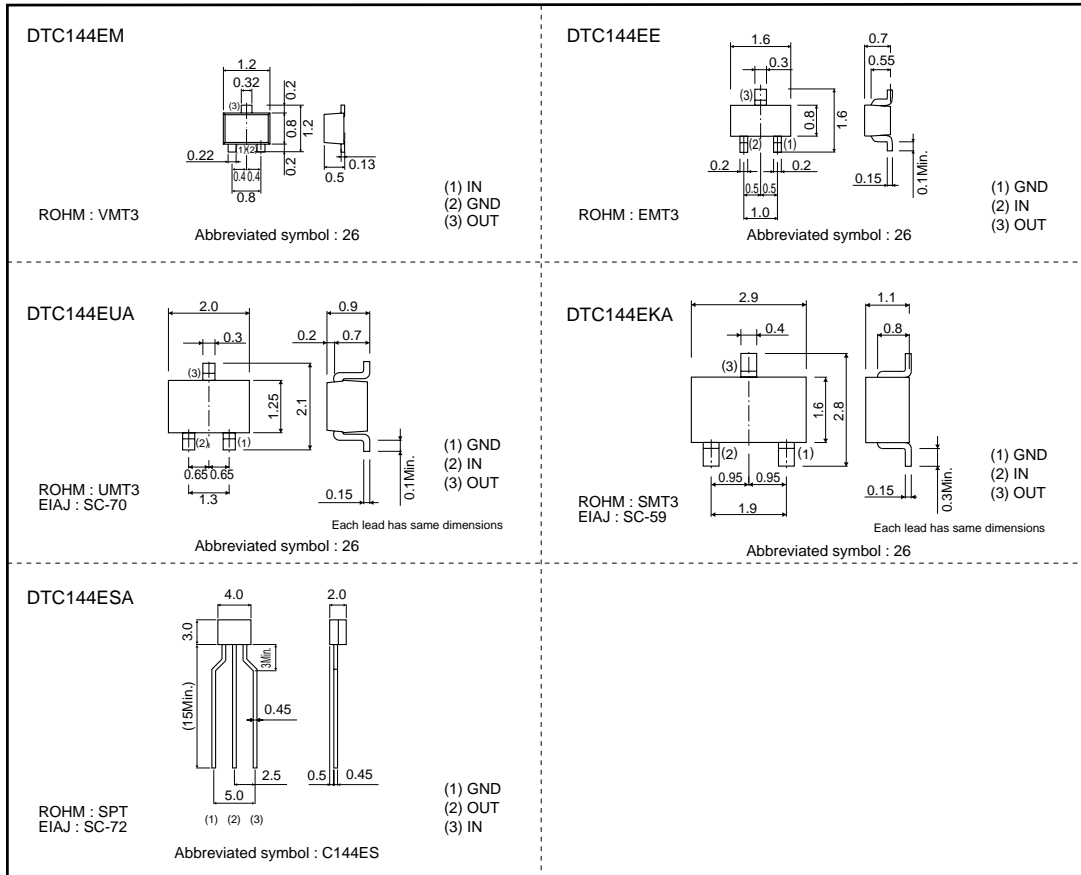 DTC144EM
1.2
0.32
0.2
(3)
0.8
1.2
(1)
(2)
0.22
0.2
0.4
0.4
0.8
0.5
0.13
(1) IN
(2) GND
(3) OUT
ROHM : VMT3
Abbreviated symbol : 26
DTC144EE
1.6
0.3
(3)
0.8
1.6
(2)
(1)
0.2
0.2
0.5
0.5
1.0
0.7
0.55
0.15
0.1Min.
(1) GND
(2) IN
(3) OUT
ROHM : EMT3
Abbreviated symbol : 26
DTC144EUA
2.0
0.3
(3)
1.25
2.1
(2)
(1)
0.65
0.65
1.3
0.9
0.2
0.7
0.15
0.1Min.
(1) GND
(2) IN
(3) OUT
ROHM : UMT3
EIAJ : SC-70
Each lead has same dimensions
Abbreviated symbol : 26
DTC144EKA
2.9
0.4
(3)
1.6
2.8
(2)
(1)
0.95
0.95
1.9
1.1
0.8
0.15
0.3Min.
(1) GND
(2) IN
(3) OUT
ROHM : SMT3
EIAJ : SC-59
Each lead has same dimensions
Abbreviated symbol : 26
DTC144ESA
4.0
2.0
3.0
3Min.
(15Min.)
0.45
2.5
0.5
0.45
5.0
(1)
(2)
(3)
(1) GND
(2) OUT
(3) IN
ROHM : SPT
EIAJ : SC-72
Abbreviated symbol : C144ES